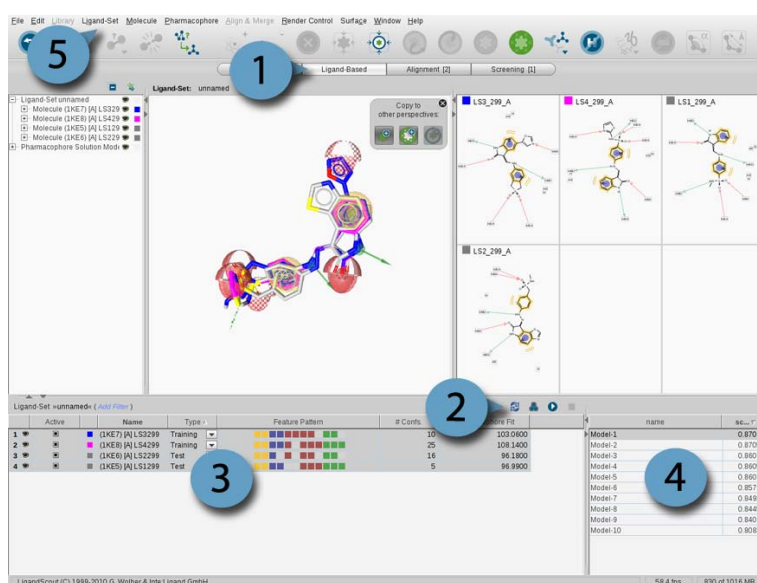 File Edit Library Ligand-Set Molecule Pharmacophore Align & Merge Render Control Surface Window Help
5
1
Ligand-Based Alignment [2] Screening [1]
Ligand-Set: unnamed
Ligand-Set unnamed
Molecule (1KE7) [A] LS329
Molecule (1KE8) [A] LS429
Molecule (1KE5) [A] LS129
Molecule (1KE6) [A] LS229
Pharmacophore Solution Mode
Copy to
other perspectives:
LS3_299_A LS4_299_A LS1_299_A
LS2_299_A
2
Ligand-Set »unnamed« ( Add Filter )
Active Name Type Feature Pattern # Confs Fit
1 (1KE7) [A] LS3299 Training 10 103.0600
2 (1KE8) [A] LS4299 Training 25 108.1400
3 (1KE6) [A] LS2299 Test 16 96.1800
4 (1KE5) [A] LS1299 Test 5 96.9900
3
name sc...
Model-1 0.870
Model-2 0.870
Model-3 0.860
Model-4 0.860
Model-5 0.860
Model-6 0.857
Model-7 0.849
Model-8 0.844
Model-9 0.840
Model-10 0.808
4
LigandScout (C) 1999-2010 G. Wolber & Inte:Ligand GmbH 58.4 fps 830 of 1016 MB